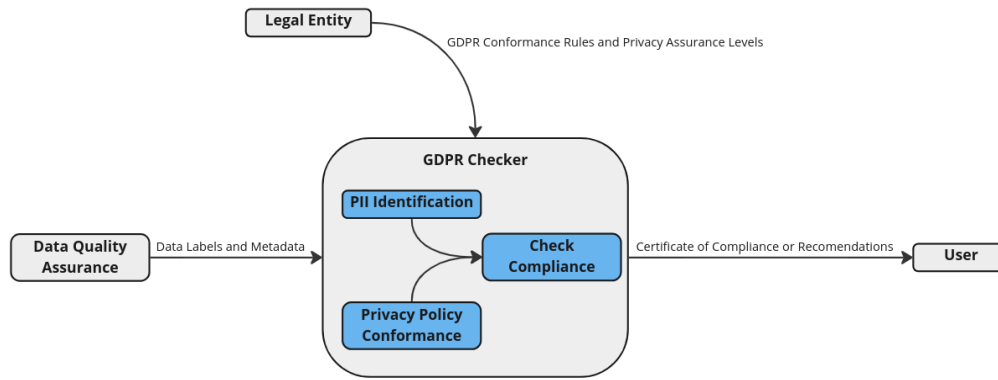 Legal Entity
GDPR Conformance Rules and Privacy Assurance Levels
GDPR Checker
PII Identification
Data Quality
Assurance
Data Labels and Metadata
Check
Compliance
Certificate of Compliance or Recomendations
User
Privacy Policy
Conformance